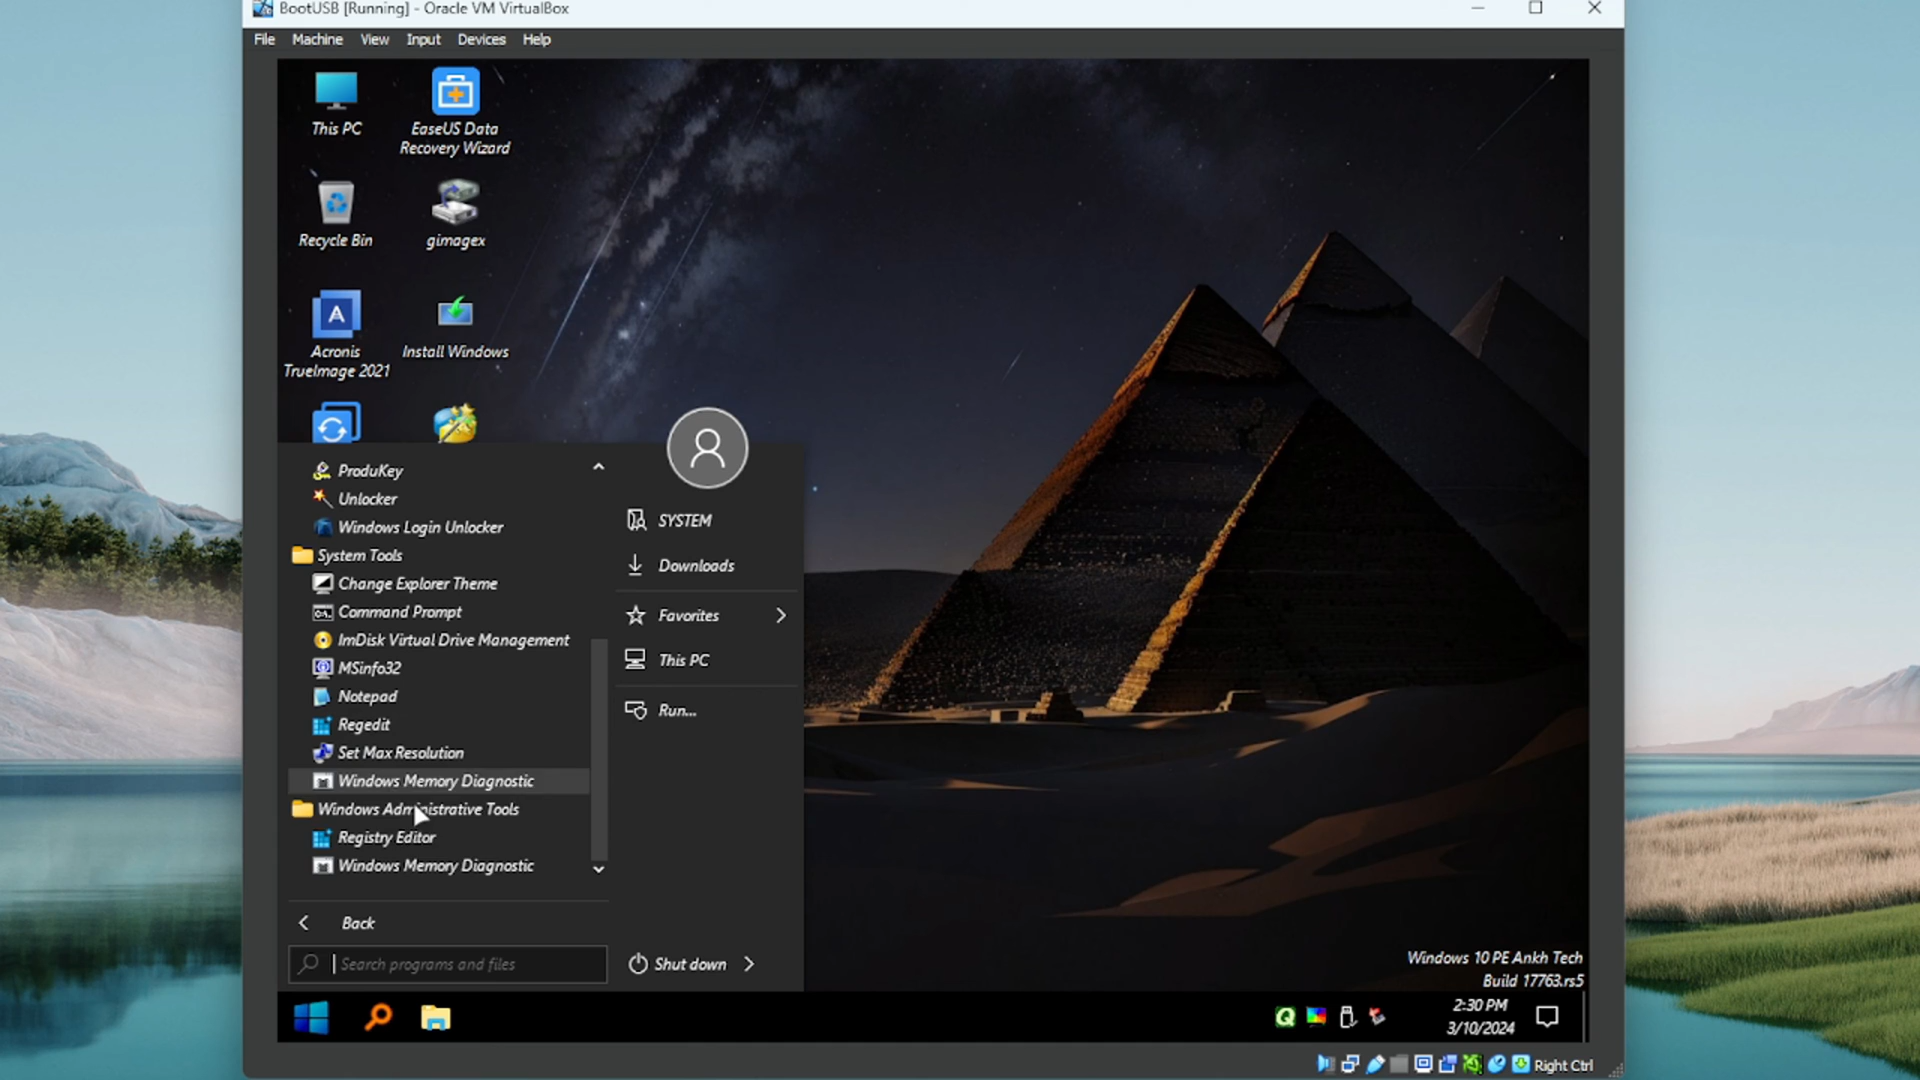 BootUSB [Running] - Oracle VM VirtualBox
File Machine View Input Devices Help
This PC
EaseUS Data
Recovery Wizard
Recycle Bin
gimagex
Acronis
TrueImage 2021
Install Windows
ProduKey
Unlocker
Windows Login Unlocker
System Tools
Change Explorer Theme
Command Prompt
ImDisk Virtual Drive Management
MSinfo32
Notepad
Regedit
Set Max Resolution
Windows Memory Diagnostic
Windows Administrative Tools
Registry Editor
Windows Memory Diagnostic
Back
Search programs and files
SYSTEM
Downloads
Favorites
This PC
Run...
Shut down
Windows 10 PE Ankh Tech
Build 17763.rs5
2:30 PM
3/10/2024
Right Ctrl